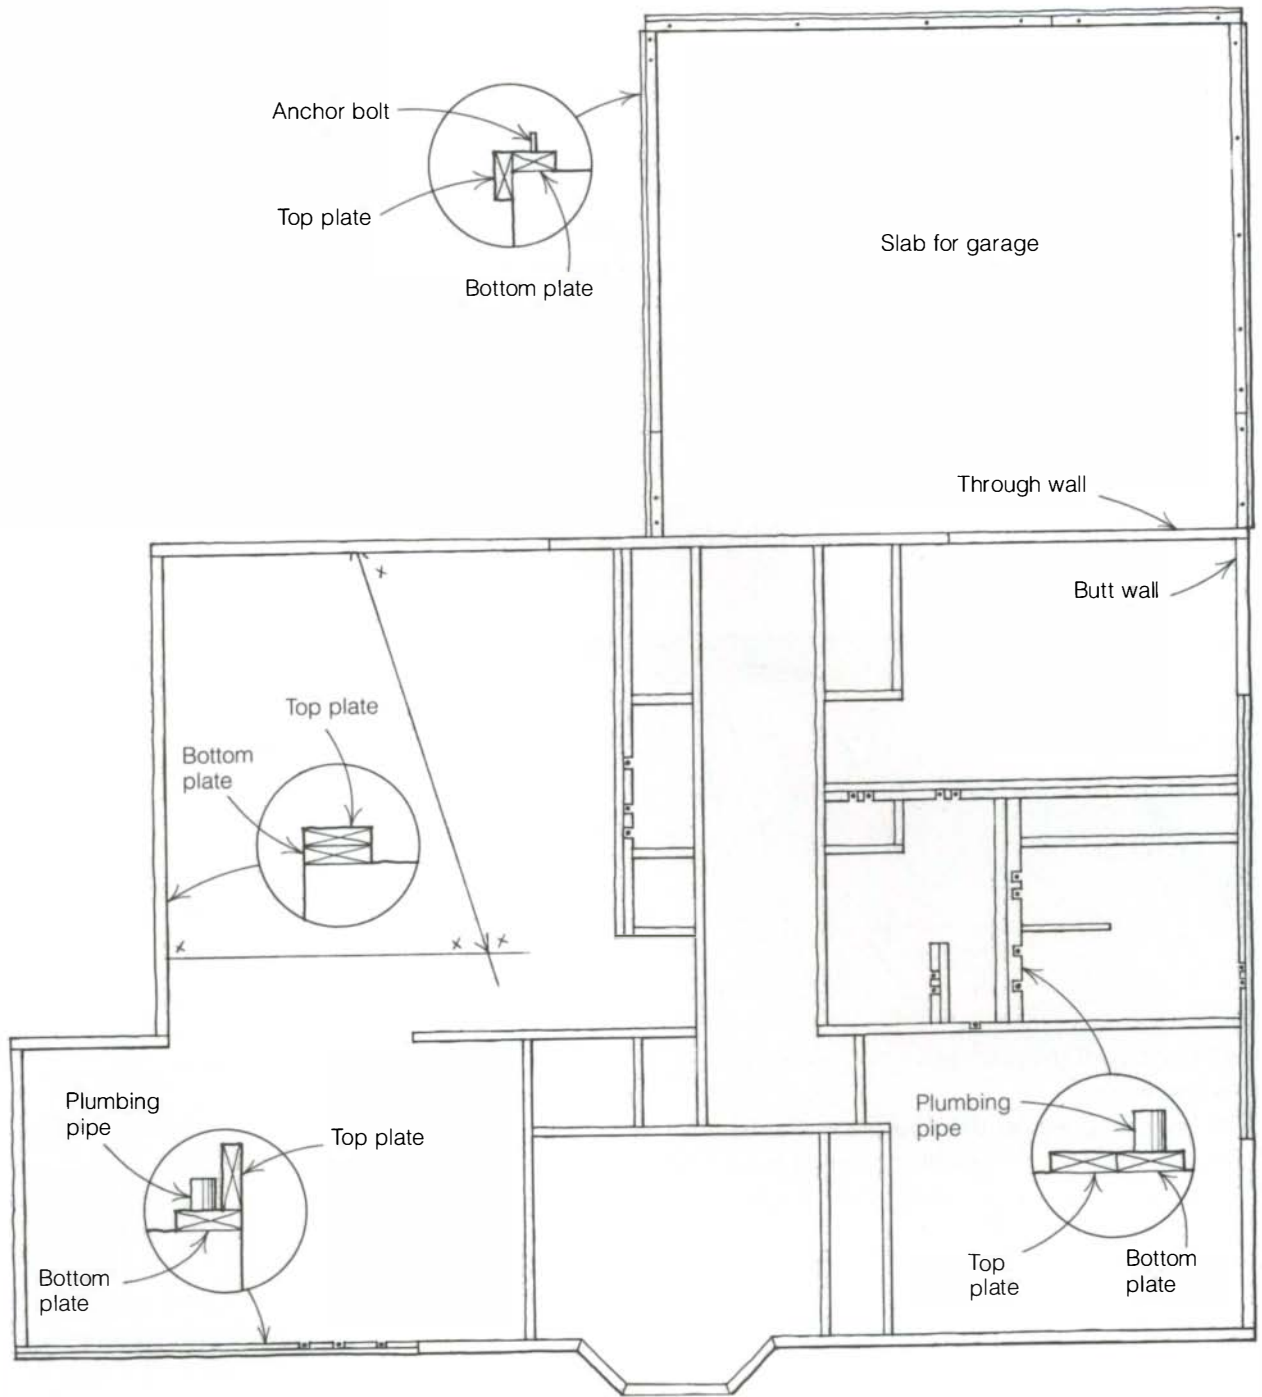 Anchor bolt
Top plate
Bottom plate
Slab for garage
Through wall
Butt wall
Top plate
Bottom
plate
x
x
x
x
Plumbing
pipe
Top plate
Bottom
plate
Plumbing
pipe
Top
plate
Bottom
plate